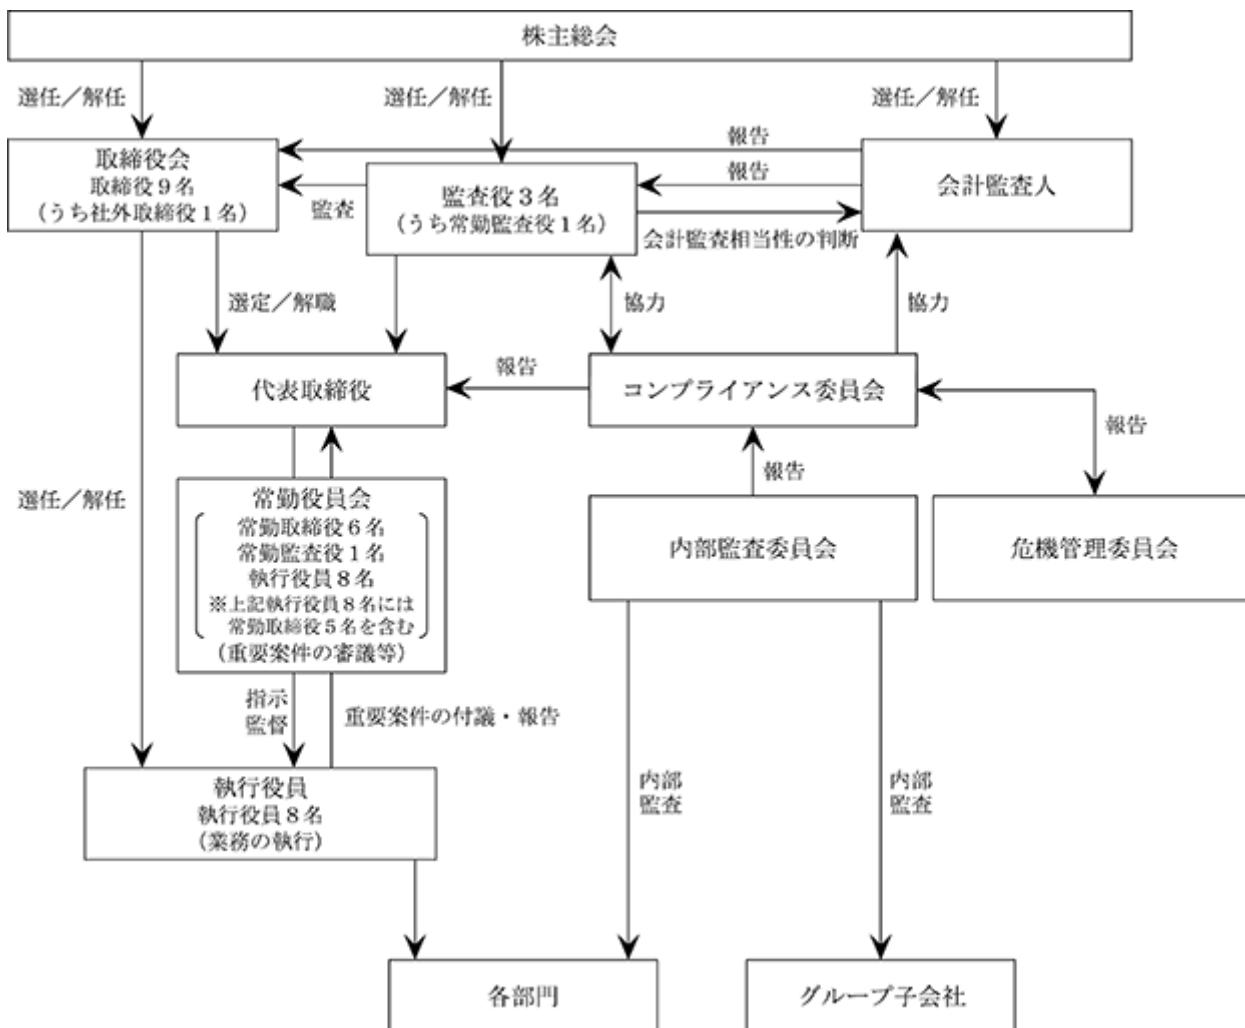 株主総会
選任／解任
選任／解任
選任／解任
取締役会
取締役９名
（うち社外取締役１名）
監査
監査役３名
（うち常勤監査役１名）
報告
報告
会計監査相当性の判断
会計監査人
選定／解職
協力
協力
代表取締役
報告
コンプライアンス委員会
報告
選任／解任
常勤役員会
常勤取締役６名
常勤監査役１名
執行役員８名
※上記執行役員８名には
常勤取締役５名を含む
（重要案件の審議等）
報告
内部監査委員会
危機管理委員会
指示
監督
重要案件の付議・報告
執行役員
執行役員８名
（業務の執行）
内部
監査
内部
監査
各部門
グループ子会社